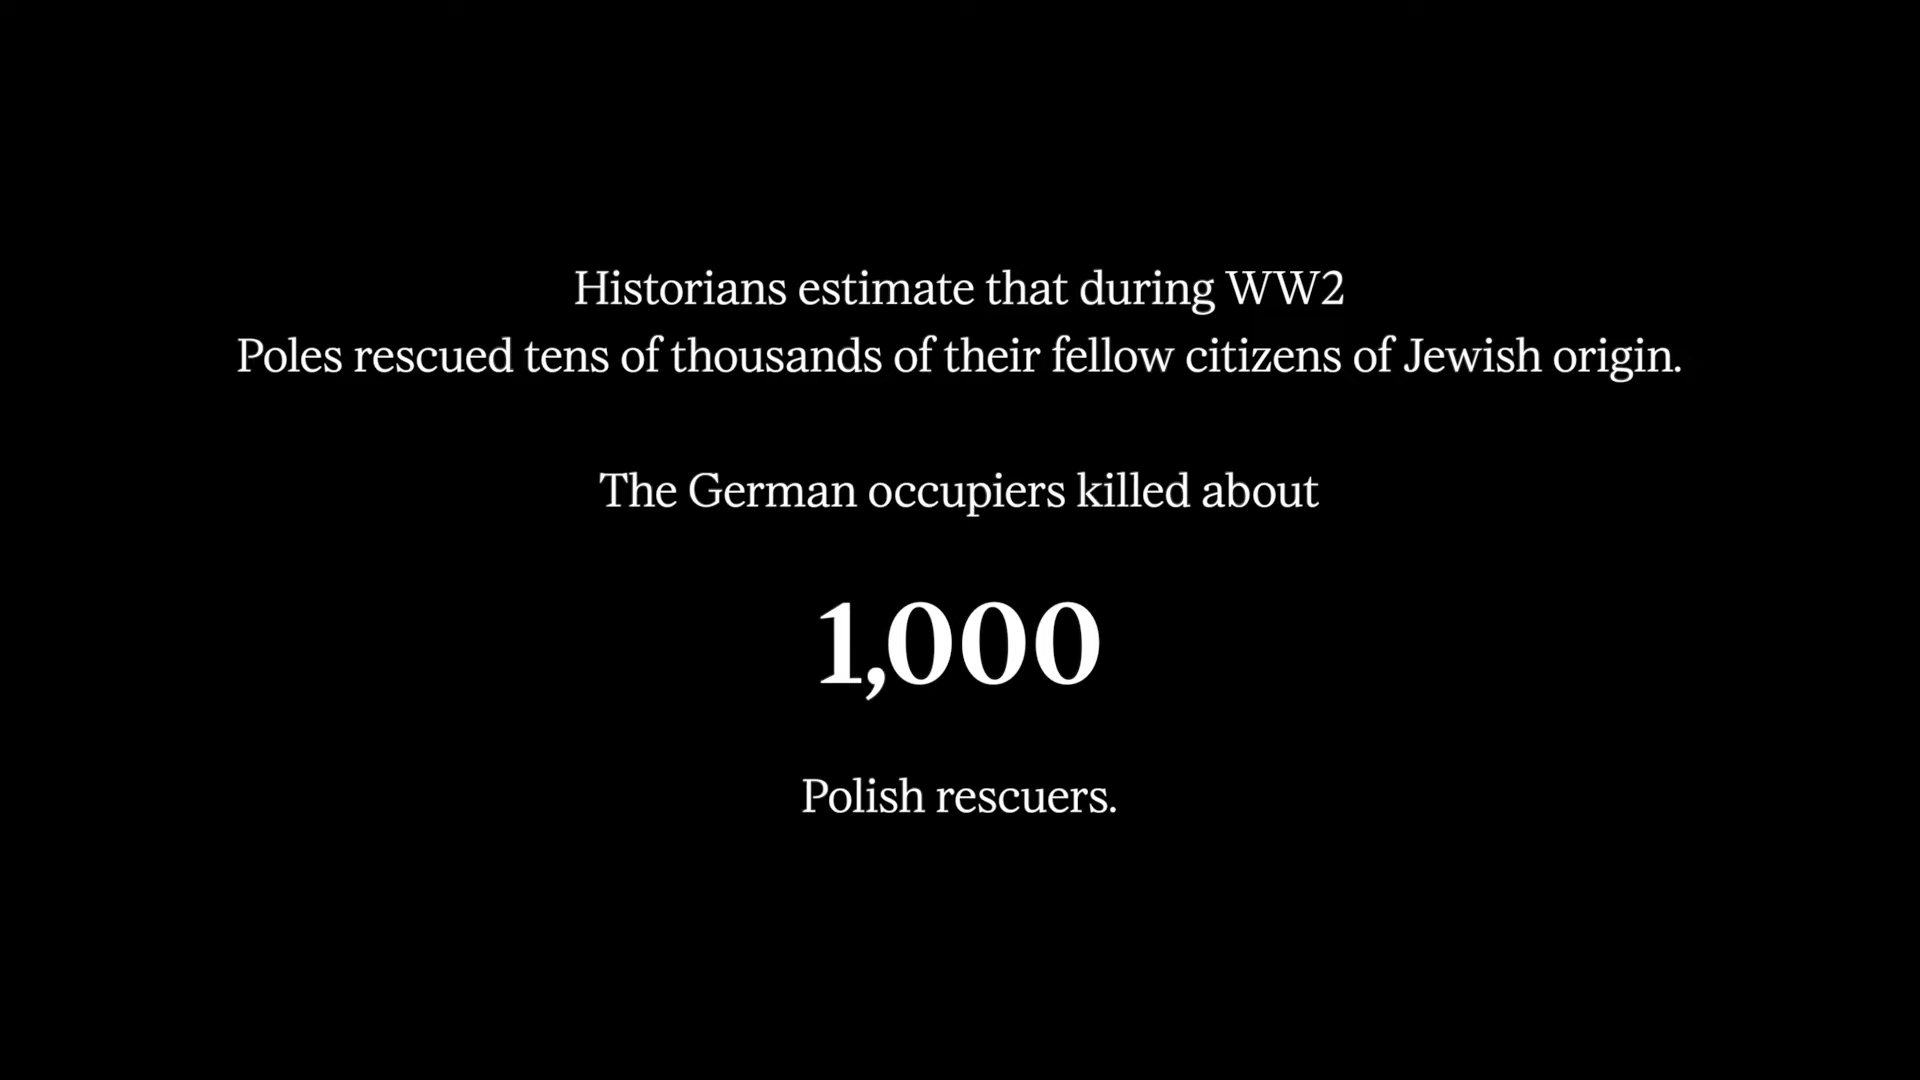 Historians estimate that during WW2
Poles rescued tens of thousands of their fellow citizens of Jewish origin.
The German occupiers killed about
1,000
Polish rescuers.